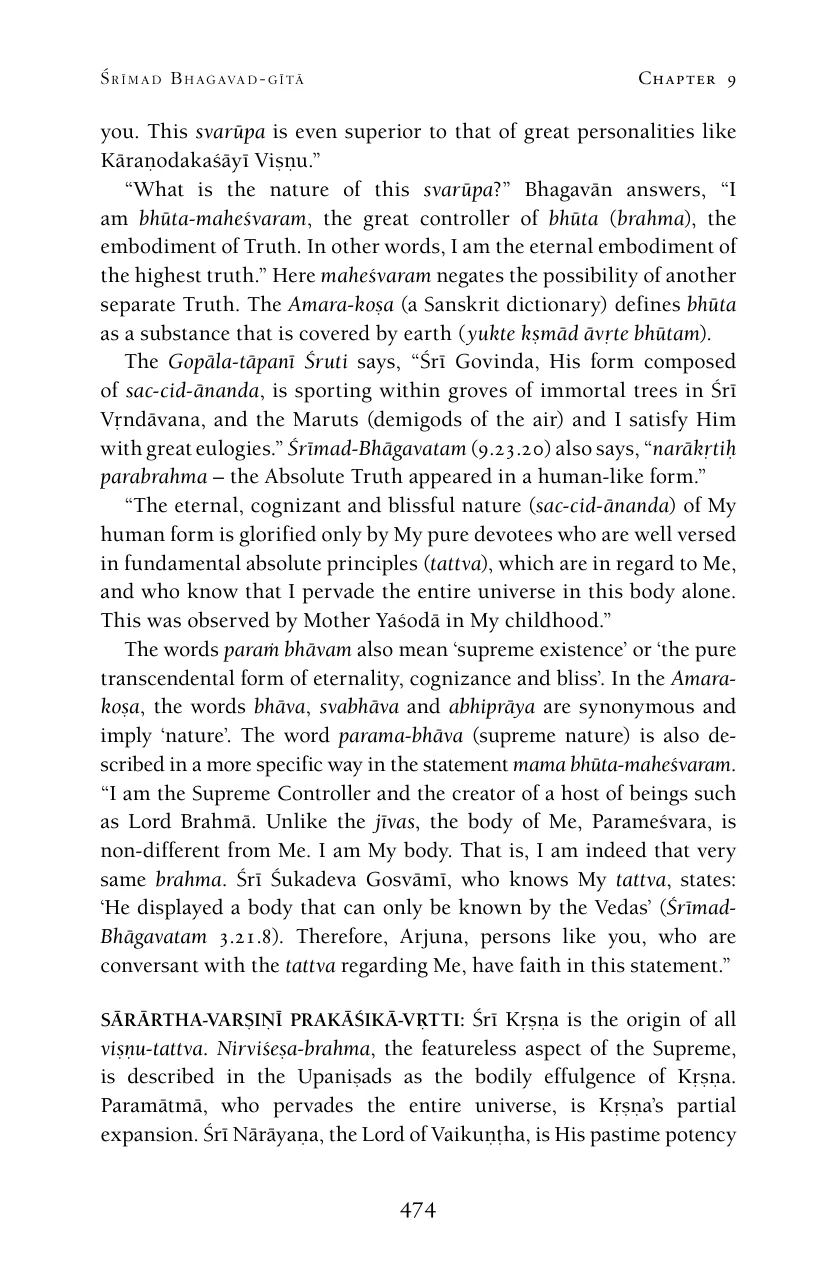 Śrīmad Bhagavad-gītā Chapter 9
you. This svarūpa is even superior to that of great personalities like
Kāraṇodakaśāyī Viṣṇu.”
“What is the nature of this svarūpa?” Bhagavān answers, “I
am bhūta-maheśvaram, the great controller of bhūta (brahma), the
embodiment of Truth. In other words, I am the eternal embodiment of
the highest truth.” Here maheśvaram negates the possibility of another
separate Truth. The Amara-koṣa (a Sanskrit dictionary) defines bhūta
as a substance that is covered by earth (yukte kṣmād āvṛte bhūtam).
The Gopāla-tāpanī Śruti says, “Śrī Govinda, His form composed
of sac-cid-ānanda, is sporting within groves of immortal trees in Śrī
Vṛndāvana, and the Maruts (demigods of the air) and I satisfy Him
with great eulogies.” Śrīmad-Bhāgavatam (9.23.20) also says, “narākṛtiḥ
parabrahma – the Absolute Truth appeared in a human-like form.”
“The eternal, cognizant and blissful nature (sac-cid-ānanda) of My
human form is glorified only by My pure devotees who are well versed
in fundamental absolute principles (tattva), which are in regard to Me,
and who know that I pervade the entire universe in this body alone.
This was observed by Mother Yaśodā in My childhood.”
The words paraṁ bhāvam also mean ‘supreme existence’ or ‘the pure
transcendental form of eternality, cognizance and bliss’. In the Amara-
koṣa, the words bhāva, svabhāva and abhiprāya are synonymous and
imply ‘nature’. The word parama-bhāva (supreme nature) is also de-
scribed in a more specific way in the statement mama bhūta-maheśvaram.
“I am the Supreme Controller and the creator of a host of beings such
as Lord Brahmā. Unlike the jīvas, the body of Me, Parameśvara, is
non-different from Me. I am My body. That is, I am indeed that very
same brahma. Śrī Śukadeva Gosvāmī, who knows My tattva, states:
‘He displayed a body that can only be known by the Vedas’ (Śrīmad-
Bhāgavatam 3.21.8). Therefore, Arjuna, persons like you, who are
conversant with the tattva regarding Me, have faith in this statement.”
SĀRĀRTHA-VARṢIṆĪ PRAKĀŚIKĀ-VṚTTI: Śrī Kṛṣṇa is the origin of all
viṣṇu-tattva. Nirviśeṣa-brahma, the featureless aspect of the Supreme,
is described in the Upaniṣads as the bodily effulgence of Kṛṣṇa.
Paramātmā, who pervades the entire universe, is Kṛṣṇa’s partial
expansion. Śrī Nārāyaṇa, the Lord of Vaikuṇṭha, is His pastime potency
474